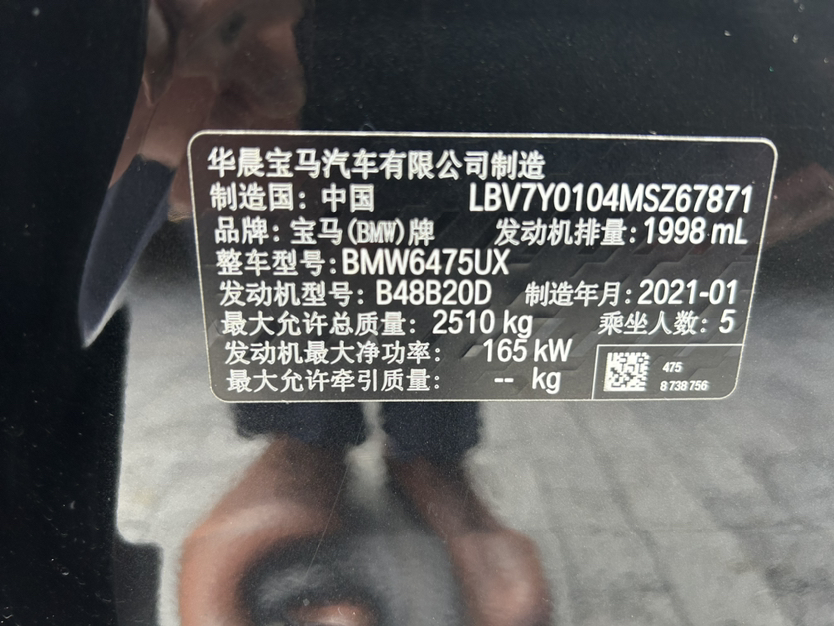 华晨宝马汽车有限公司制造
制造国：中国 LBV7Y0104MSZ67871
品牌：宝马(BMW)牌 发动机排量：1998 mL
整车型号：BMW6475UX
发动机型号：B48B20D 制造年月：2021-01
最大允许总质量：2510 kg 乘坐人数：5
发动机最大净功率：165 kW
最大允许牵引质量：-- kg
475
8 738 756